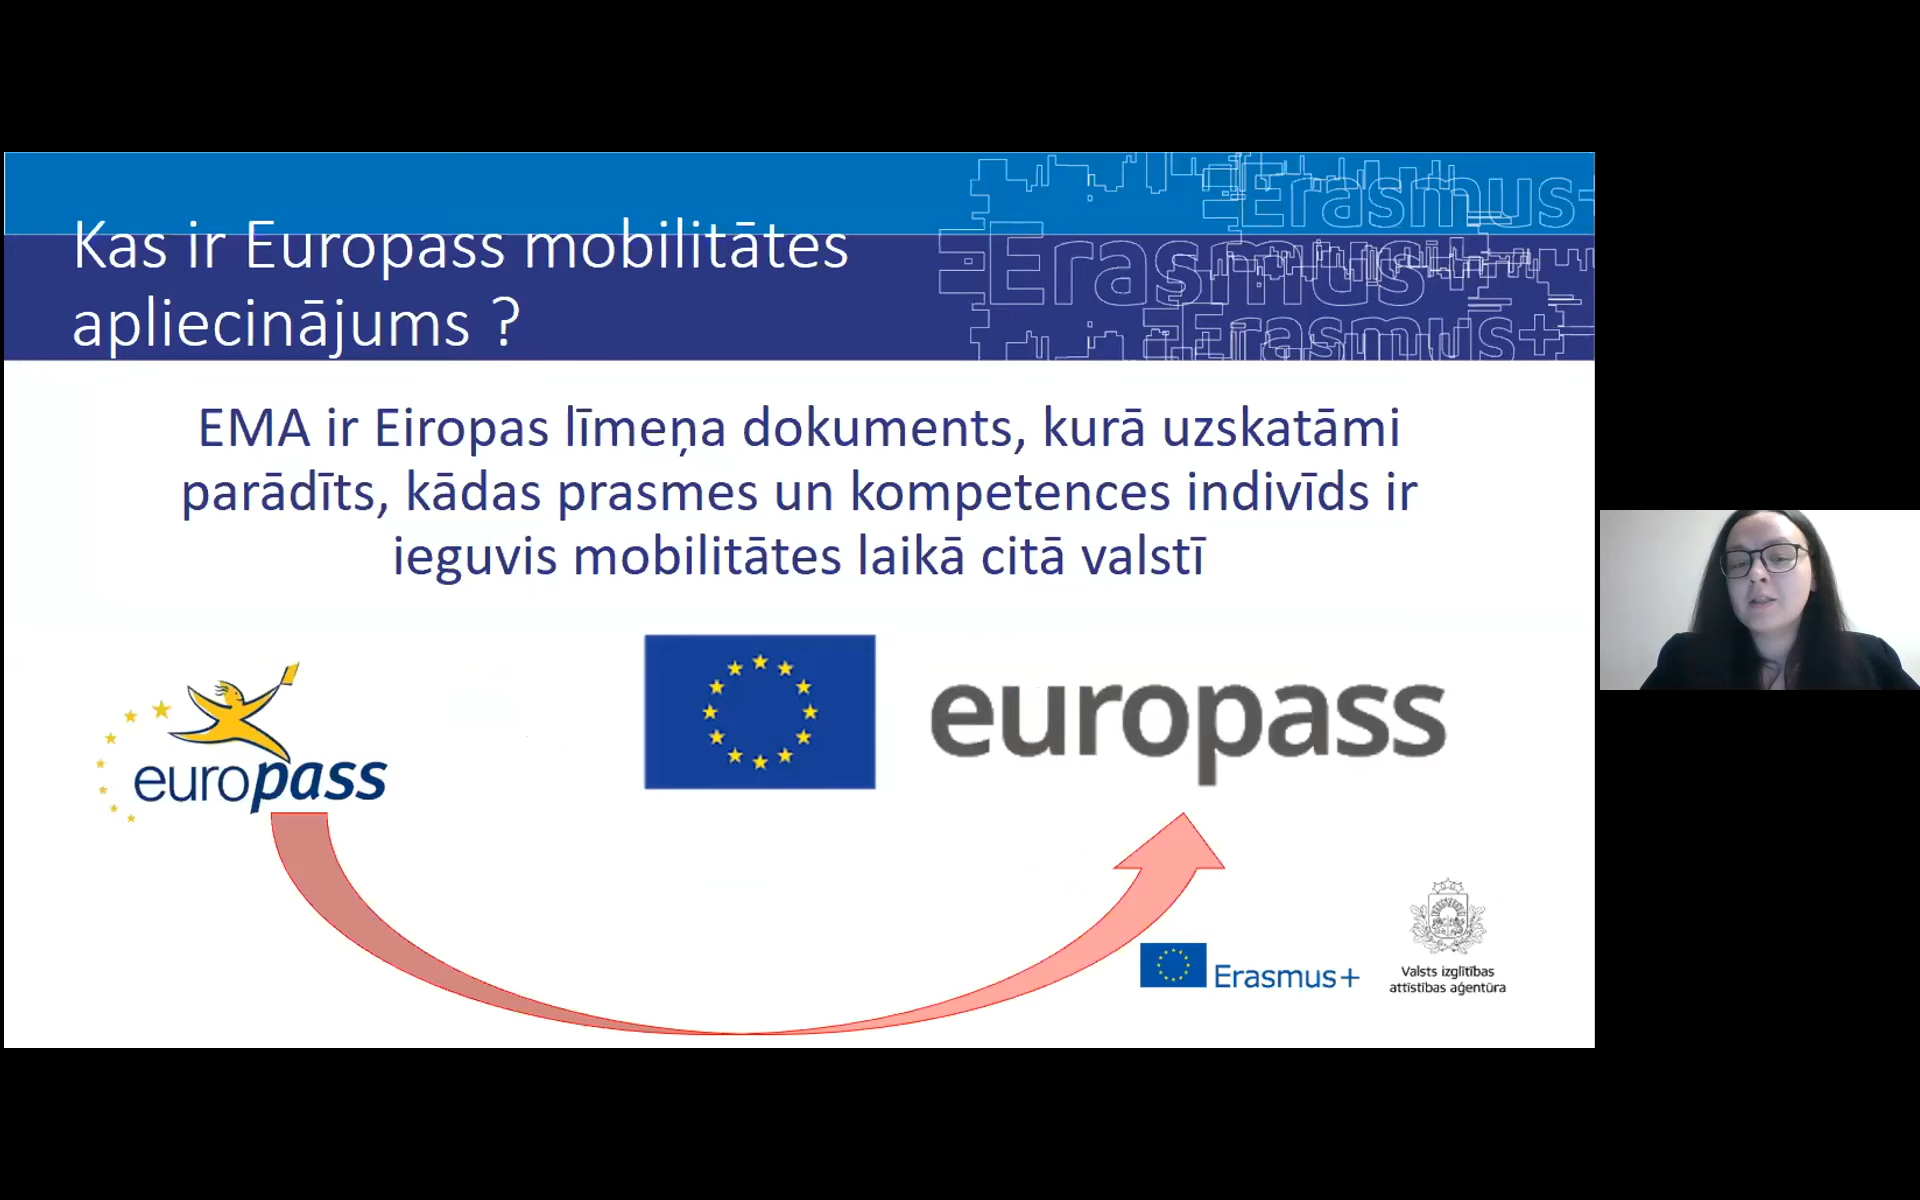 Erasmus+
Erasmus+
Erasmus+
Kas ir Europass mobilitātes
apliecinājums ?
EMA ir Eiropas līmeņa dokuments, kurā uzskatāmi
parādīts, kādas prasmes un kompetences indivīds ir
ieguvis mobilitātes laikā citā valstī
europass
europass
Erasmus+
Valsts izglītības
attīstības aģentūra